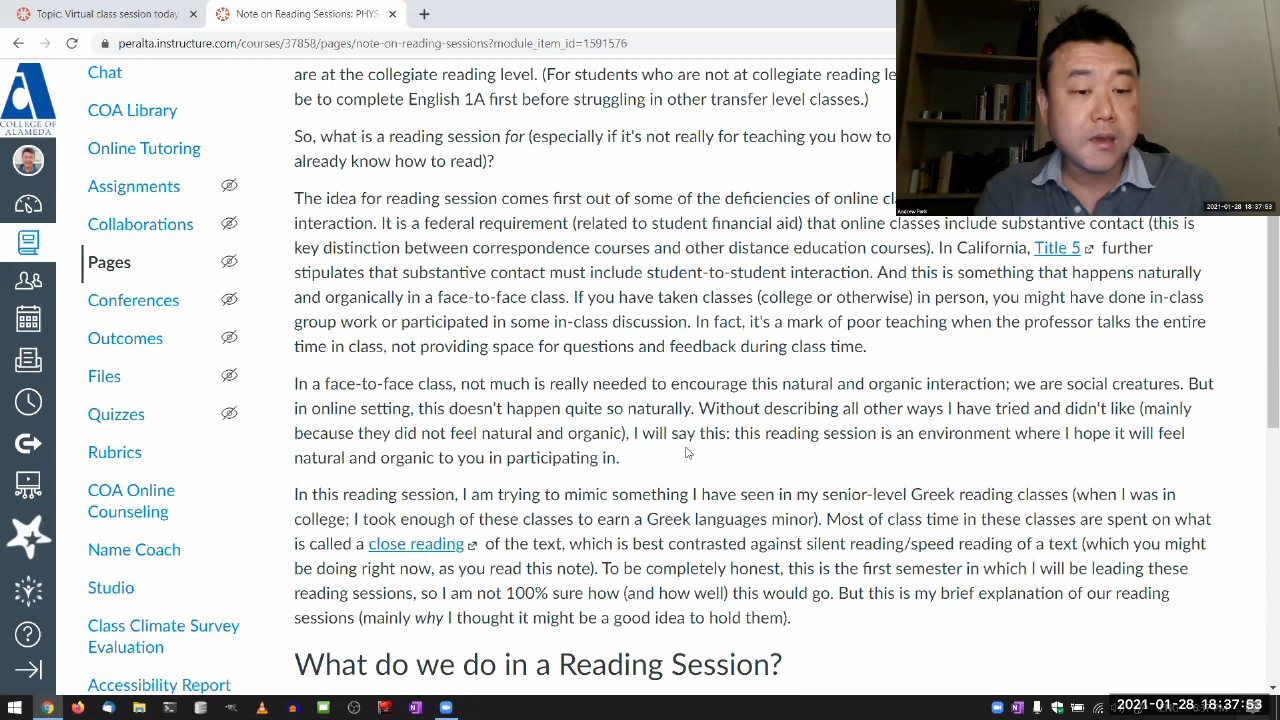 Topic: Virtual class session today
Note on Reading Sessions: PHYS
peralta.instructure.com/courses/37858/pages/note-on-reading-sessions?module_item_id=1591576
COLLEGE OF
ALAMEDA
Chat
COA Library
Online Tutoring
Assignments
Collaborations
Pages
Conferences
Outcomes
Files
Quizzes
Rubrics
COA Online
Counseling
Name Coach
Studio
Class Climate Survey
Evaluation
Accessibility Report
are at the collegiate reading level. (For students who are not at collegiate reading le
be to complete English 1A first before struggling in other transfer level classes.)
So, what is a reading session for (especially if it's not really for teaching you how to
already know how to read)?
The idea for reading session comes first out of some of the deficiencies of online cl
interaction. It is a federal requirement (related to student financial aid) that online classes include substantive contact (this is
key distinction between correspondence courses and other distance education courses). In California, Title 5 further
stipulates that substantive contact must include student-to-student interaction. And this is something that happens naturally
and organically in a face-to-face class. If you have taken classes (college or otherwise) in person, you might have done in-class
group work or participated in some in-class discussion. In fact, it's a mark of poor teaching when the professor talks the entire
time in class, not providing space for questions and feedback during class time.
In a face-to-face class, not much is really needed to encourage this natural and organic interaction; we are social creatures. But
in online setting, this doesn't happen quite so naturally. Without describing all other ways I have tried and didn't like (mainly
because they did not feel natural and organic), I will say this: this reading session is an environment where I hope it will feel
natural and organic to you in participating in.
In this reading session, I am trying to mimic something I have seen in my senior-level Greek reading classes (when I was in
college; I took enough of these classes to earn a Greek languages minor). Most of class time in these classes are spent on what
is called a close reading of the text, which is best contrasted against silent reading/speed reading of a text (which you might
be doing right now, as you read this note). To be completely honest, this is the first semester in which I will be leading these
reading sessions, so I am not 100% sure how (and how well) this would go. But this is my brief explanation of our reading
sessions (mainly why I thought it might be a good idea to hold them).
What do we do in a Reading Session?
Andrew Park
2021-01-28 18:37:53
2021-01-28 18:37:53